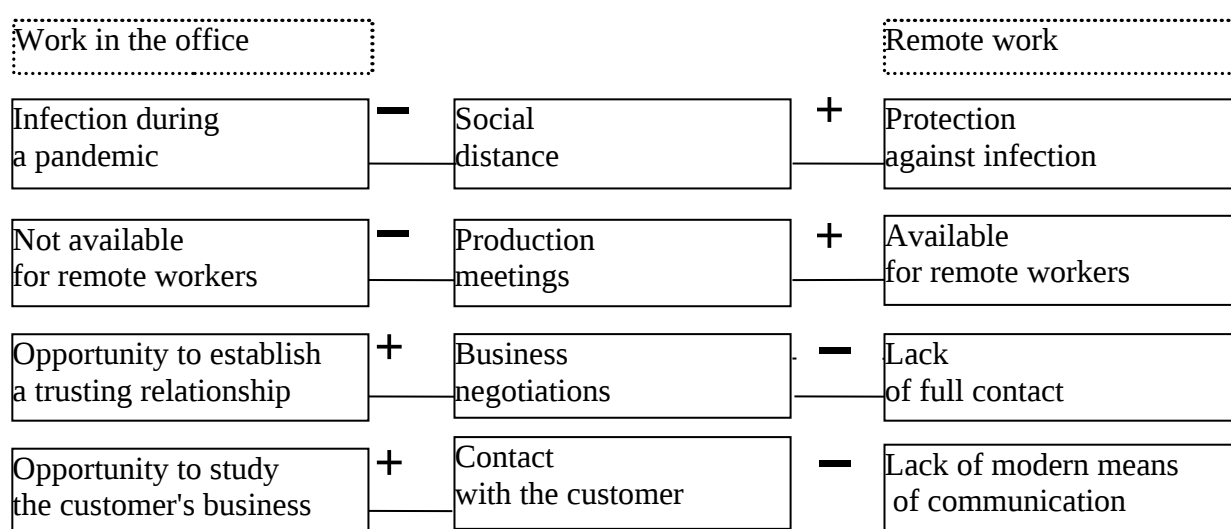 Work in the office
Remote work
Infection during
a pandemic
−
Social
distance
+
Protection
against infection
Not available
for remote workers
−
Production
meetings
+
Available
for remote workers
Opportunity to establish
a trusting relationship
+
Business
negotiations
−
Lack
of full contact
Opportunity to study
the customer's business
+
Contact
with the customer
−
Lack of modern means
of communication